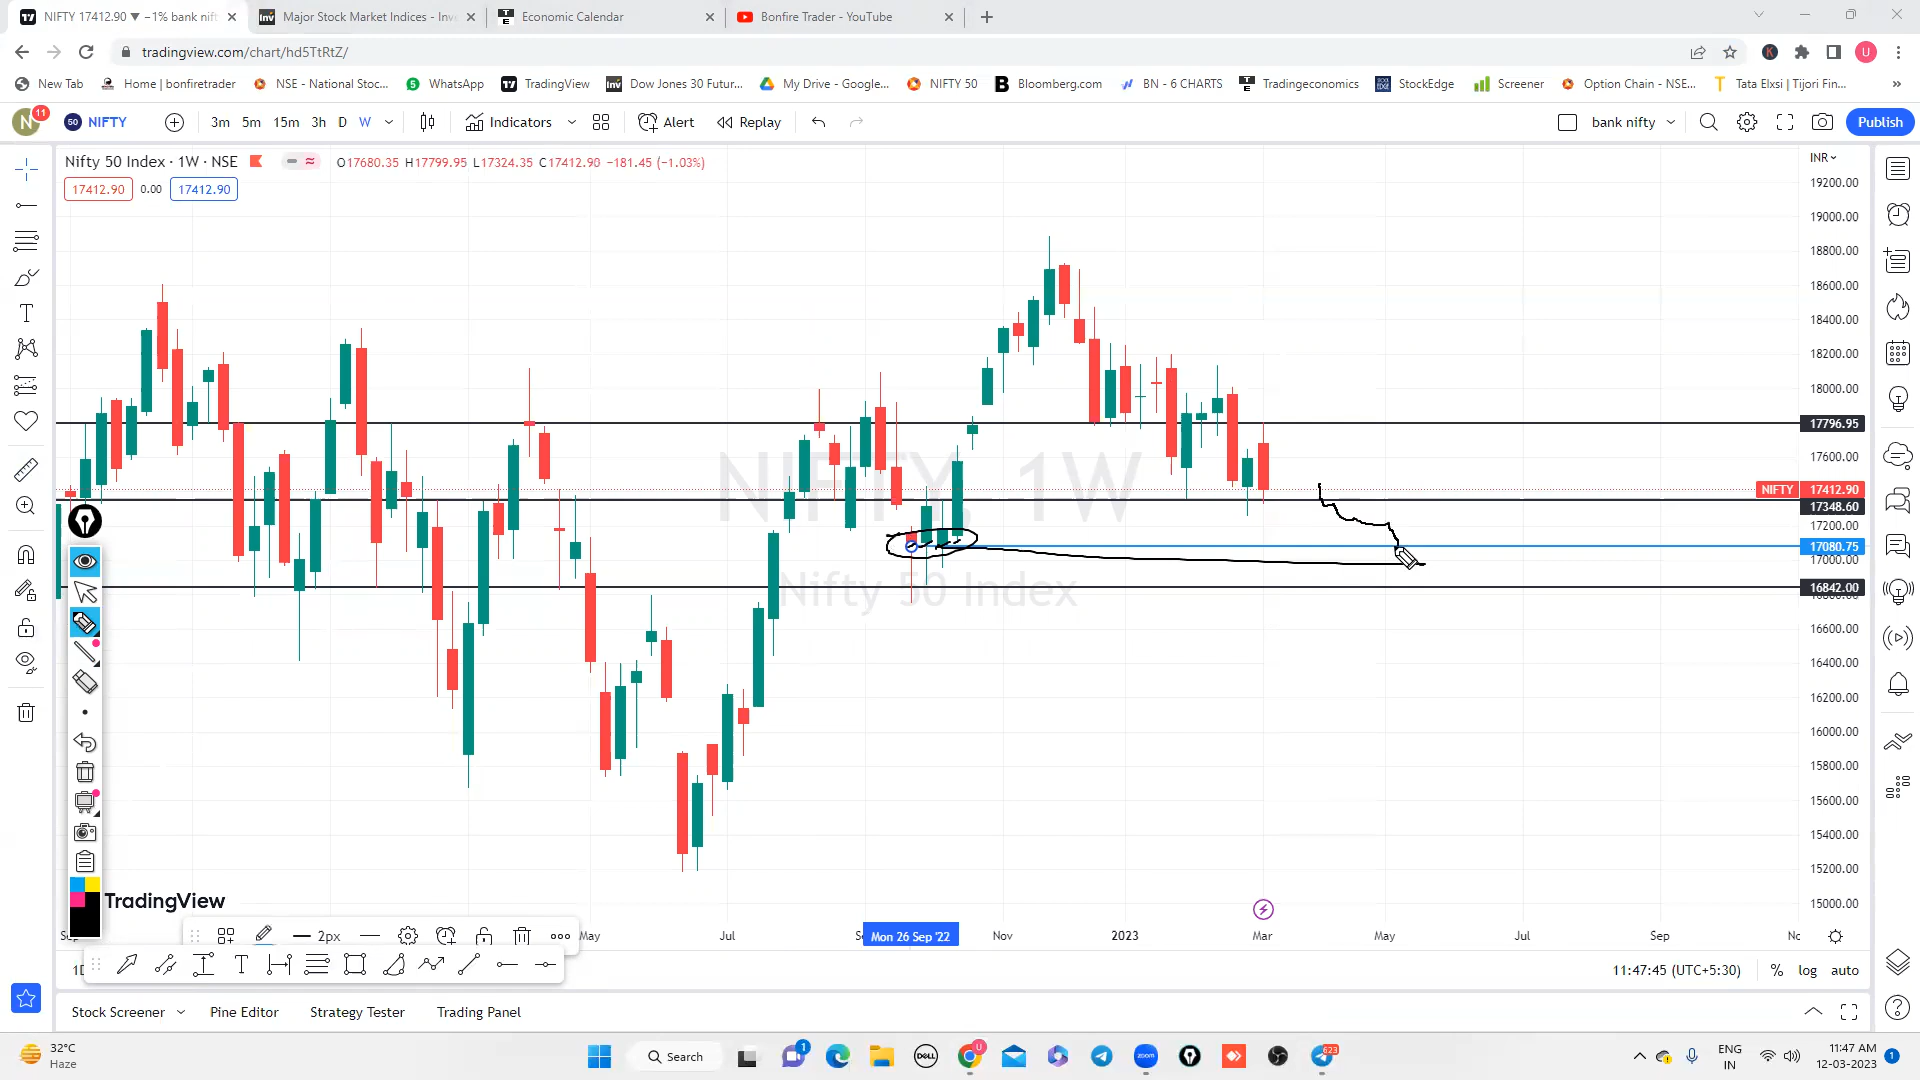 NIFTY 17412.90 ▼ −1% bank nift
Major Stock Market Indices - Inve
Economic Calendar
Bonfire Trader - YouTube
tradingview.com/chart/hd5TtRtZ/
U
New Tab
Home | bonfiretrader
NSE - National Stoc...
WhatsApp
TradingView
Dow Jones 30 Futur...
My Drive - Google...
NIFTY 50
Bloomberg.com
BN - 6 CHARTS
Tradingeconomics
StockEdge
Screener
Option Chain - NSE...
Tata Elxsi | Tijori Fin...
N 11
50 NIFTY
3m 5m 15m 3h D W
Indicators
Alert
Replay
bank nifty
Publish
Nifty 50 Index · 1W · NSE
O17680.35 H17799.95 L17324.35 C17412.90 −181.45 (−1.03%)
17412.90 0.00 17412.90
INR
19200.00
19000.00
18800.00
18600.00
18400.00
18200.00
18000.00
17796.95
17600.00
NIFTY 17412.90
17348.60
17200.00
17080.75
17000.00
16842.00
16600.00
16400.00
16200.00
16000.00
15800.00
15600.00
15400.00
15200.00
15000.00
NIFTY, 1W
Nifty 50 Index
TradingView
2px
May
Jul
Mon 26 Sep '22
Nov
2023
Mar
May
Jul
Sep
11:47:45 (UTC+5:30)
% log auto
Stock Screener
Pine Editor
Strategy Tester
Trading Panel
32°C
Haze
Search
1
DELL
U
zoom
623
ENG
IN
11:47 AM
12-03-2023
1